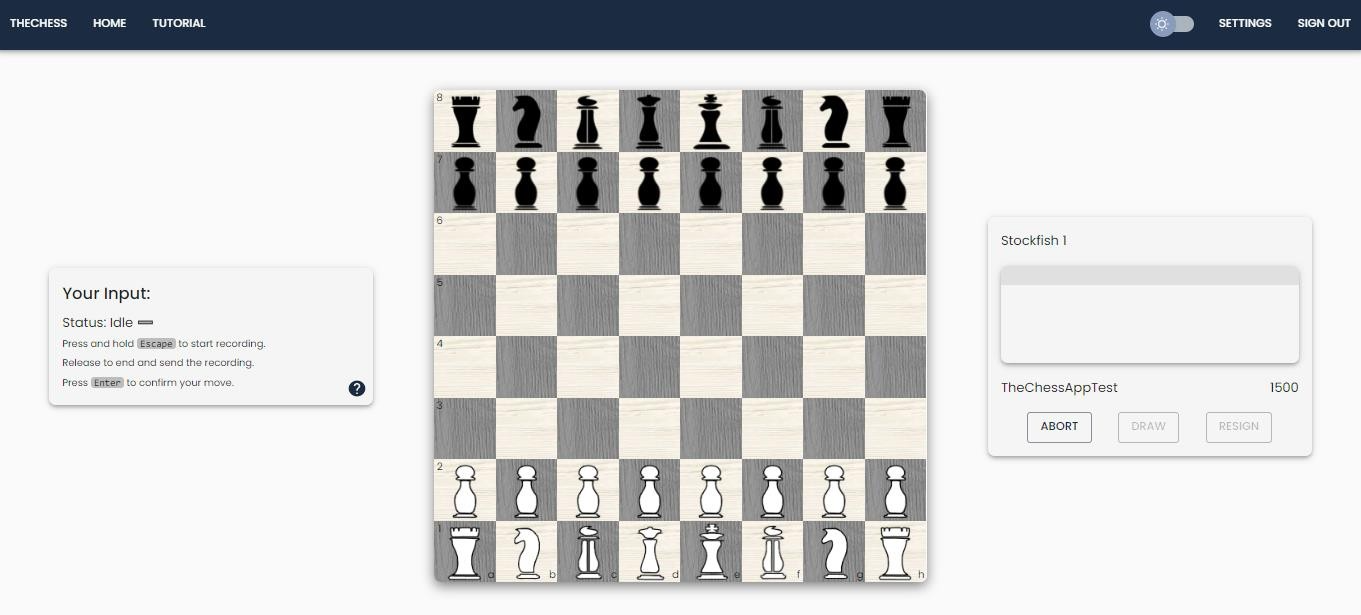 THECHESS HOME TUTORIAL SETTINGS SIGN OUT
Your Input:
Status: Idle
Press and hold Escape to start recording.
Release to end and send the recording.
Press Enter to confirm your move.
?
8
7
6
5
4
3
2
1
a b c d e f g h
Stockfish 1
TheChessAppTest 1500
ABORT DRAW RESIGN